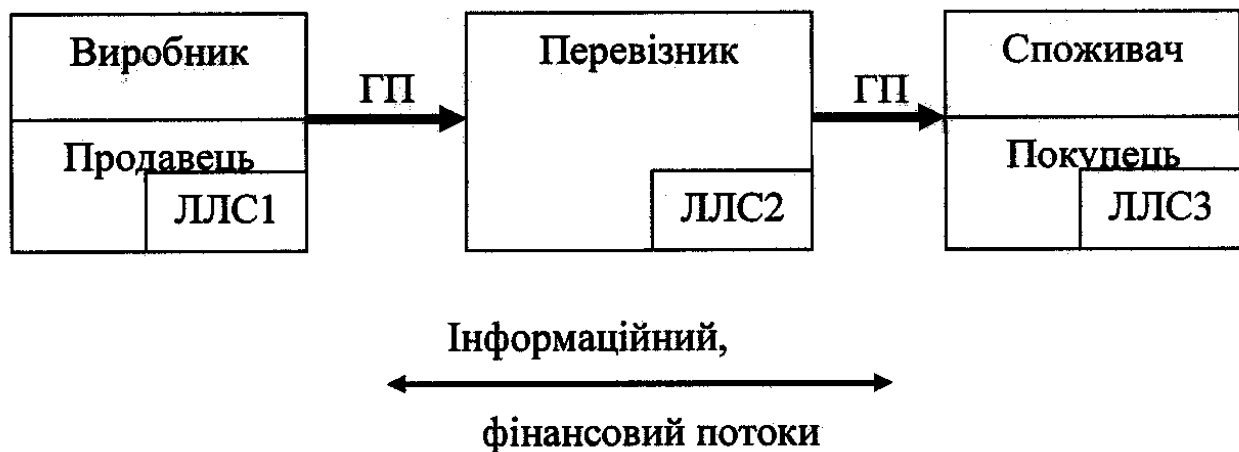 Виробник
Продавець
ЛЛС1
ГП
Перевізник
ЛЛС2
ГП
Споживач
Покупець
ЛЛС3
Інформаційний,
фінансовий потоки